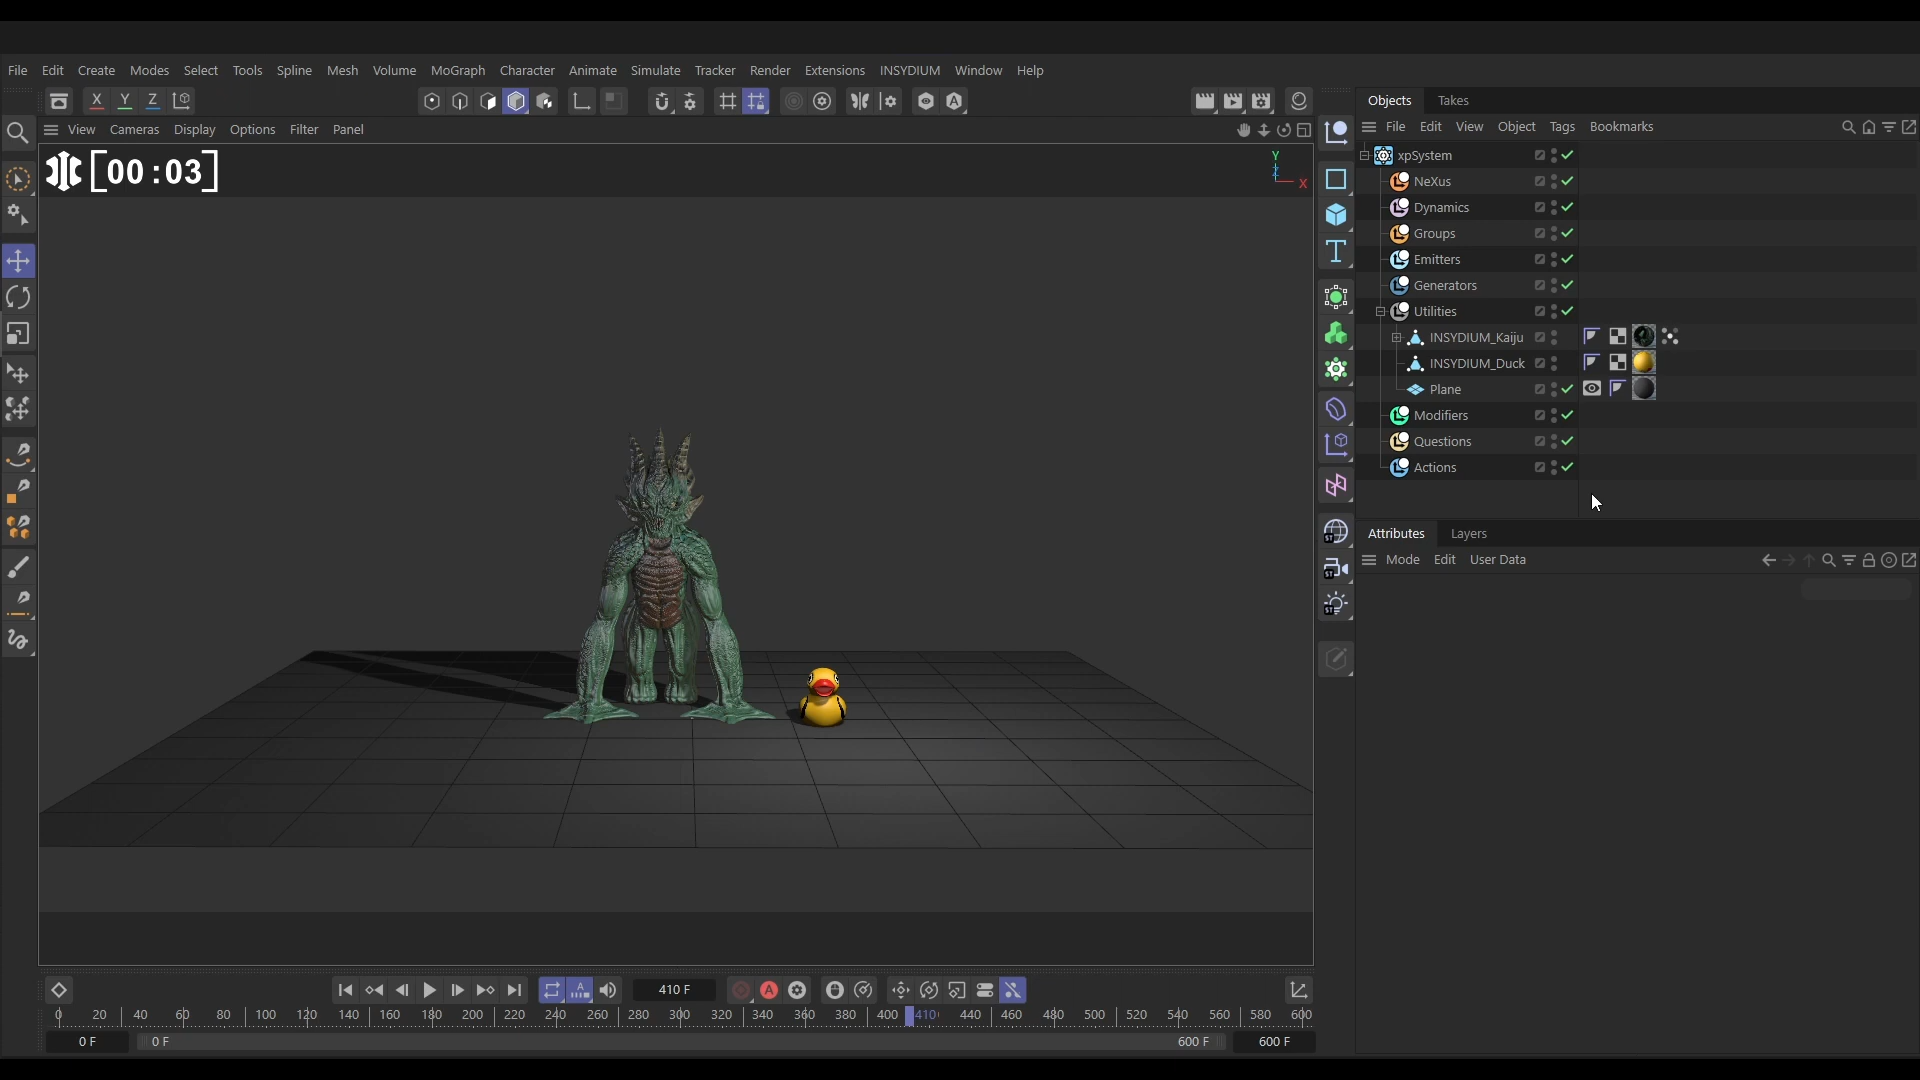 File Edit Create Modes Select Tools Spline Mesh Volume MoGraph Character Animate Simulate Tracker Render Extensions INSYDIUM Window Help
X Y Z
Objects Takes
File Edit View Object Tags Bookmarks
View Cameras Display Options Filter Panel
[00:03]
Y
Z
X
xpSystem
NeXus
Dynamics
Groups
Emitters
Generators
Utilities
INSYDIUM_Kaiju
INSYDIUM_Duck
Plane
Modifiers
Questions
Actions
Attributes Layers
Mode Edit User Data
410 F
0 20 40 60 80 100 120 140 160 180 200 220 240 260 280 300 320 340 360 380 400 410 440 460 480 500 520 540 560 580 600
0 F 0 F 600 F 600 F